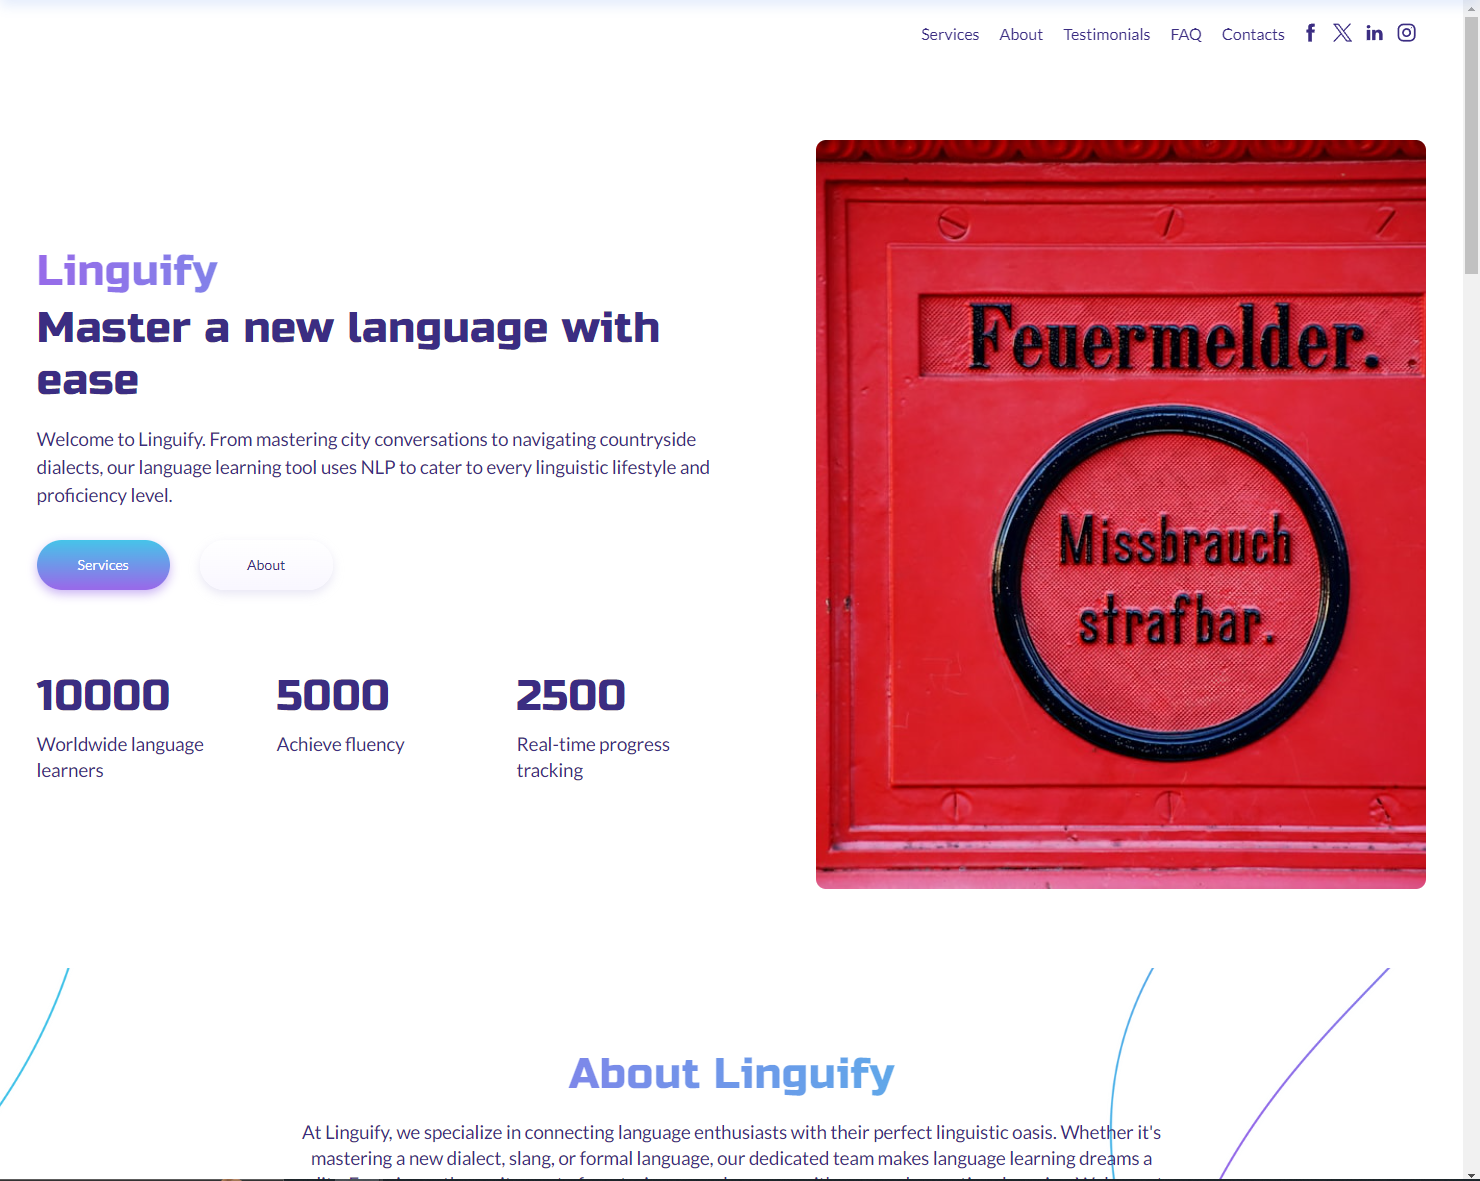 Services About Testimonials FAQ Contacts
Linguify
Master a new language with
ease
Welcome to Linguify. From mastering city conversations to navigating countryside
dialects, our language learning tool uses NLP to cater to every linguistic lifestyle and
proficiency level.
Services About
10000 5000 2500
Worldwide language Achieve fluency Real-time progress
learners tracking
Feuermelder.
Missbrauch
strafbar.
About Linguify
At Linguify, we specialize in connecting language enthusiasts with their perfect linguistic oasis. Whether it's
mastering a new dialect, slang, or formal language, our dedicated team makes language learning dreams a